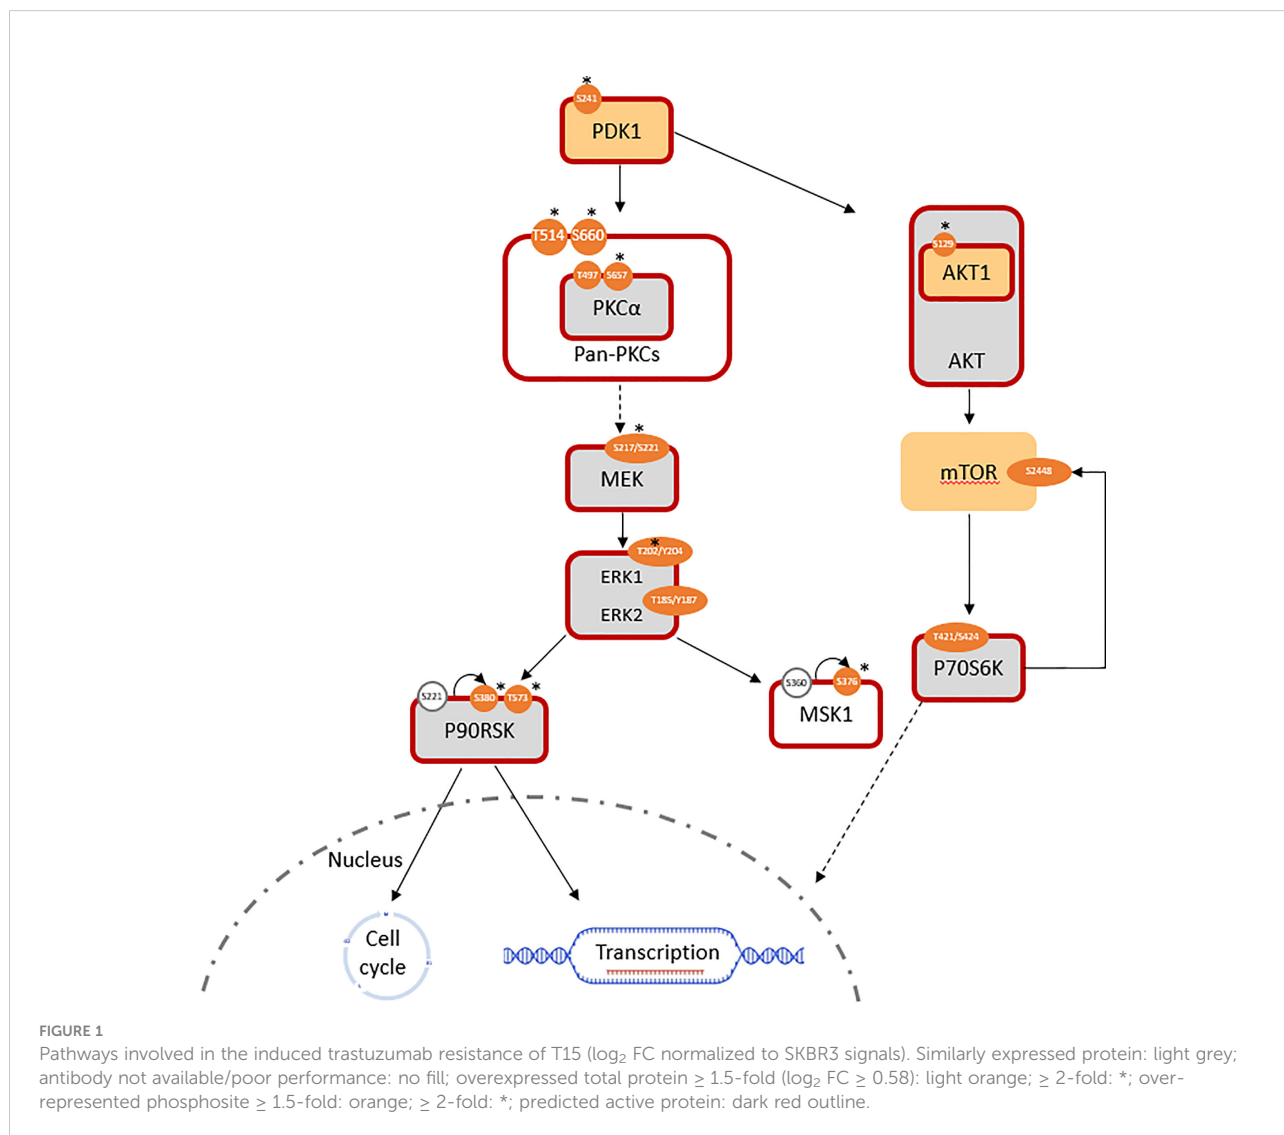 *
S241
PDK1
* *
T514 S660
*
T497 S657
PKCα
Pan-PKCs
*
S129
AKT1
AKT
*
S217/S221
MEK
mTOR
S2448
*
T202/Y204
ERK1
T185/Y187
ERK2
T421/S424
P70S6K
S221
S380
*
T573
*
P90RSK
S360
S376
*
MSK1
Nucleus
Cell
cycle
Transcription
FIGURE 1
Pathways involved in the induced trastuzumab resistance of T15 (log₂ FC normalized to SKBR3 signals). Similarly expressed protein: light grey;
antibody not available/poor performance: no fill; overexpressed total protein ≥ 1.5-fold (log₂ FC ≥ 0.58): light orange; ≥ 2-fold: *; over-
represented phosphosite ≥ 1.5-fold: orange; ≥ 2-fold: *; predicted active protein: dark red outline.